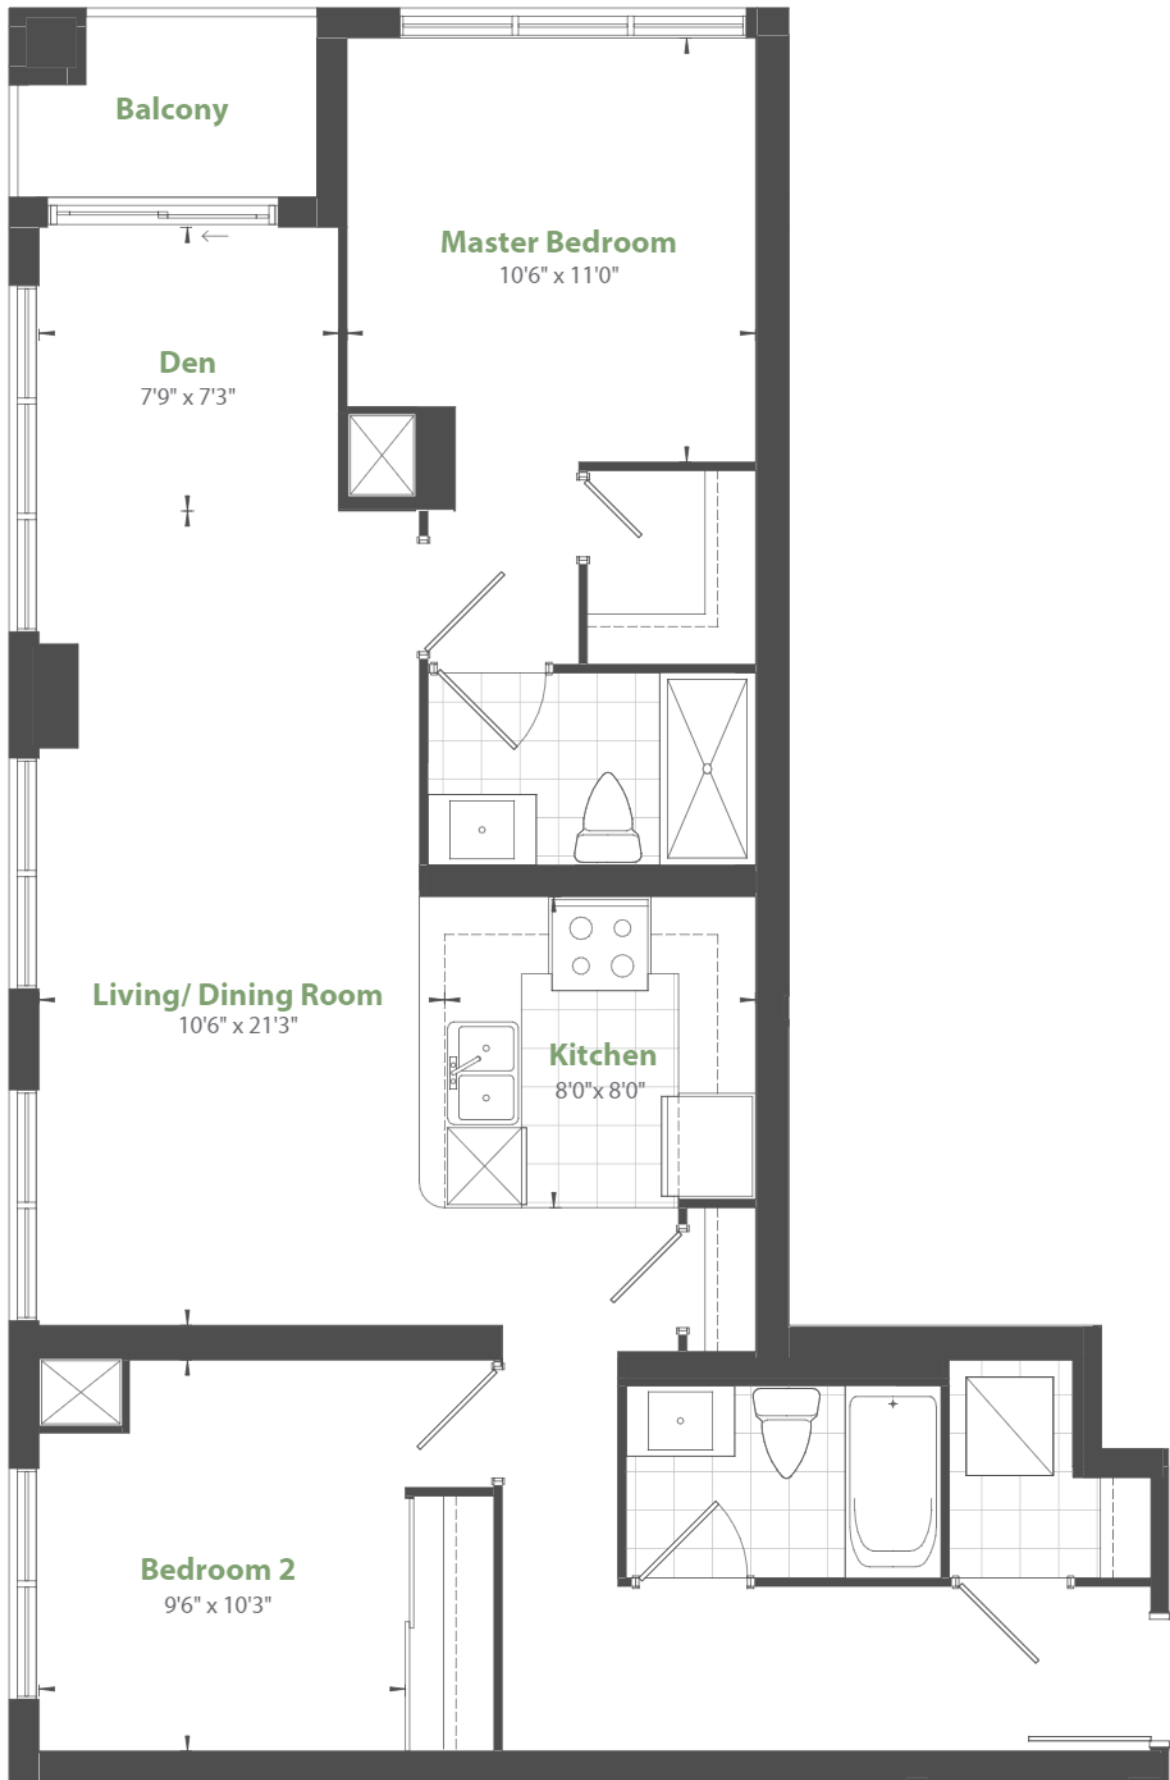 Balcony
Master Bedroom
10'6" x 11'0"
Den
7'9" x 7'3"
Living/ Dining Room
10'6" x 21'3"
Kitchen
8'0"x 8'0"
Bedroom 2
9'6" x 10'3"